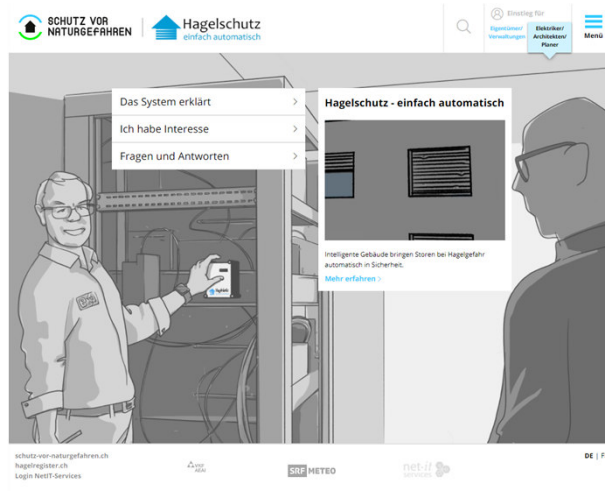 SCHUTZ VOR
NATURGEFAHREN
Hagelschutz
einfach automatisch
Einstieg für
Eigentümer/
Verwaltungen
Elektriker/
Architekten/
Planer
Menü
Das System erklärt
Ich habe Interesse
Fragen und Antworten
Hagelschutz - einfach automatisch
Intelligente Gebäude bringen Storen bei Hagelgefahr
automatisch in Sicherheit.
Mehr erfahren
schutz-vor-naturgefahren.ch
hagelregister.ch
Login NetIT-Services
SRF METEO
net-it
services
DE | F